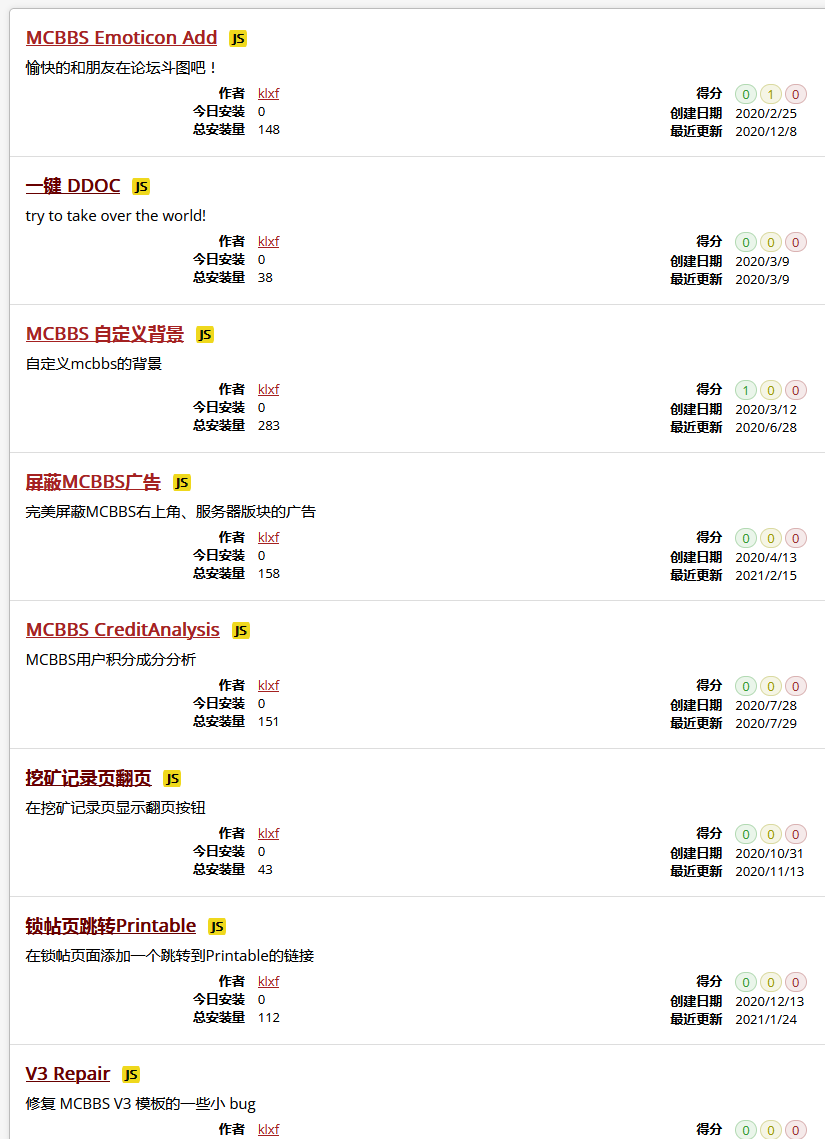 MCBBS Emoticon Add JS
愉快的和朋友在论坛斗图吧！
作者 klxf 得分 0 1 0
今日安装 0 创建日期 2020/2/25
总安装量 148 最近更新 2020/12/8
一键 DDOC JS
try to take over the world!
作者 klxf 得分 0 0 0
今日安装 0 创建日期 2020/3/9
总安装量 38 最近更新 2020/3/9
MCBBS 自定义背景 JS
自定义mcbbs的背景
作者 klxf 得分 1 0 0
今日安装 0 创建日期 2020/3/12
总安装量 283 最近更新 2020/6/28
屏蔽MCBBS广告 JS
完美屏蔽MCBBS右上角、服务器版块的广告
作者 klxf 得分 0 0 0
今日安装 0 创建日期 2020/4/13
总安装量 158 最近更新 2021/2/15
MCBBS CreditAnalysis JS
MCBBS用户积分成分分析
作者 klxf 得分 0 0 0
今日安装 0 创建日期 2020/7/28
总安装量 151 最近更新 2020/7/29
挖矿记录页翻页 JS
在挖矿记录页显示翻页按钮
作者 klxf 得分 0 0 0
今日安装 0 创建日期 2020/10/31
总安装量 43 最近更新 2020/11/13
锁帖页跳转Printable JS
在锁帖页面添加一个跳转到Printable的链接
作者 klxf 得分 0 0 0
今日安装 0 创建日期 2020/12/13
总安装量 112 最近更新 2021/1/24
V3 Repair JS
修复 MCBBS V3 模板的一些小 bug
作者 klxf 得分 0 0 0